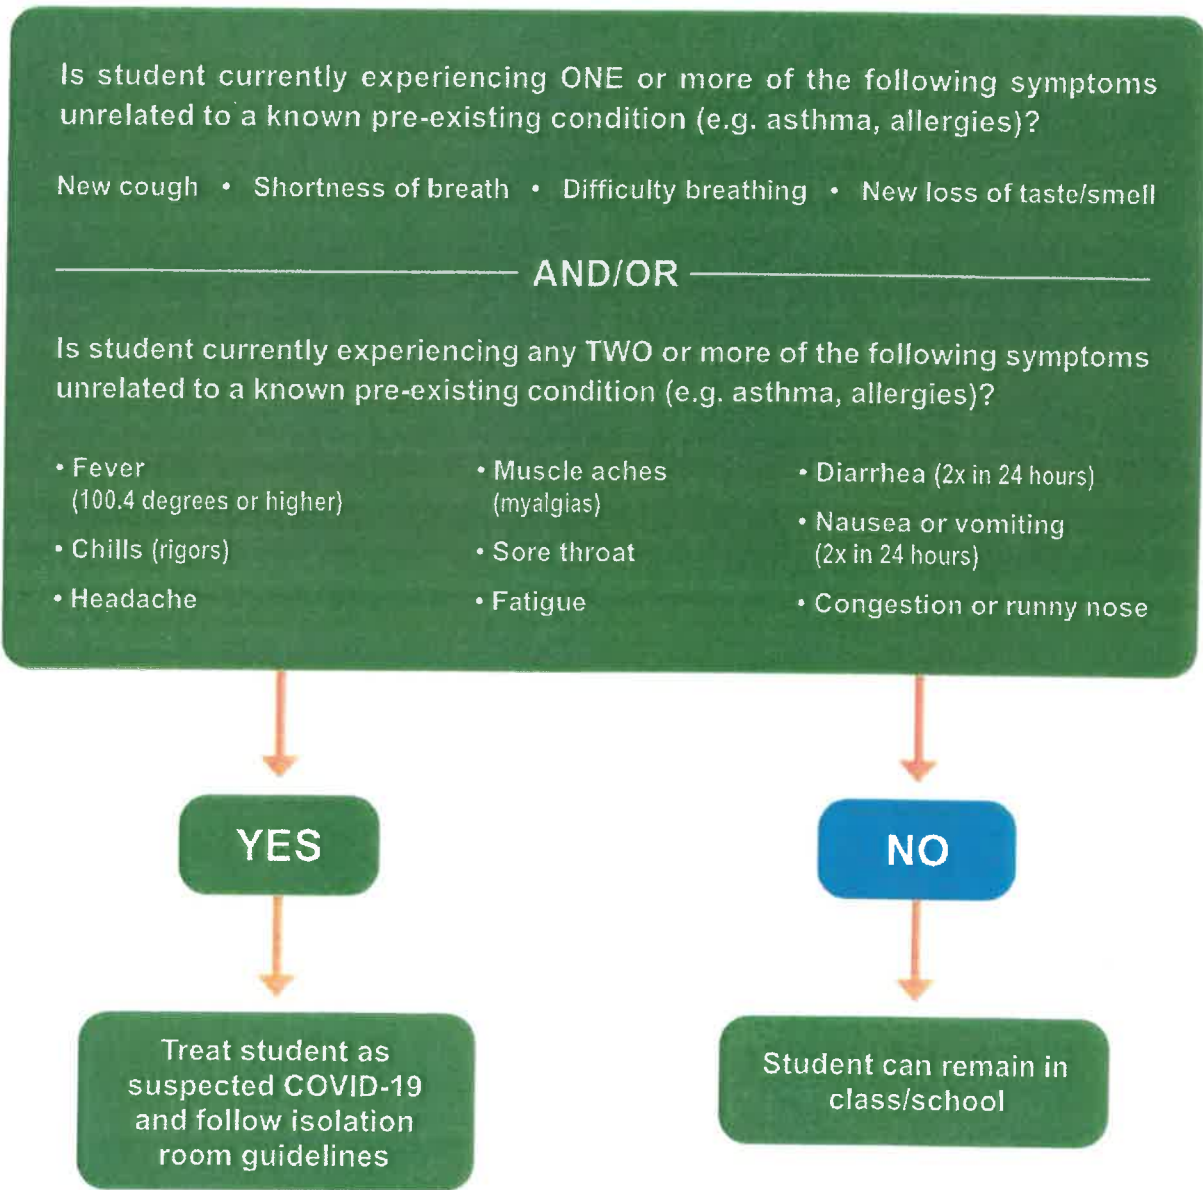 Is student currently experiencing ONE or more of the following symptoms
unrelated to a known pre-existing condition (e.g. asthma, allergies)?
New cough • Shortness of breath • Difficulty breathing • New loss of taste/smell
AND/OR
Is student currently experiencing any TWO or more of the following symptoms
unrelated to a known pre-existing condition (e.g. asthma, allergies)?
• Fever
(100.4 degrees or higher)
• Chills (rigors)
• Headache
• Muscle aches
(myalgias)
• Sore throat
• Fatigue
• Diarrhea (2x in 24 hours)
• Nausea or vomiting
(2x in 24 hours)
• Congestion or runny nose
YES
NO
Treat student as
suspected COVID-19
and follow isolation
room guidelines
Student can remain in
class/school